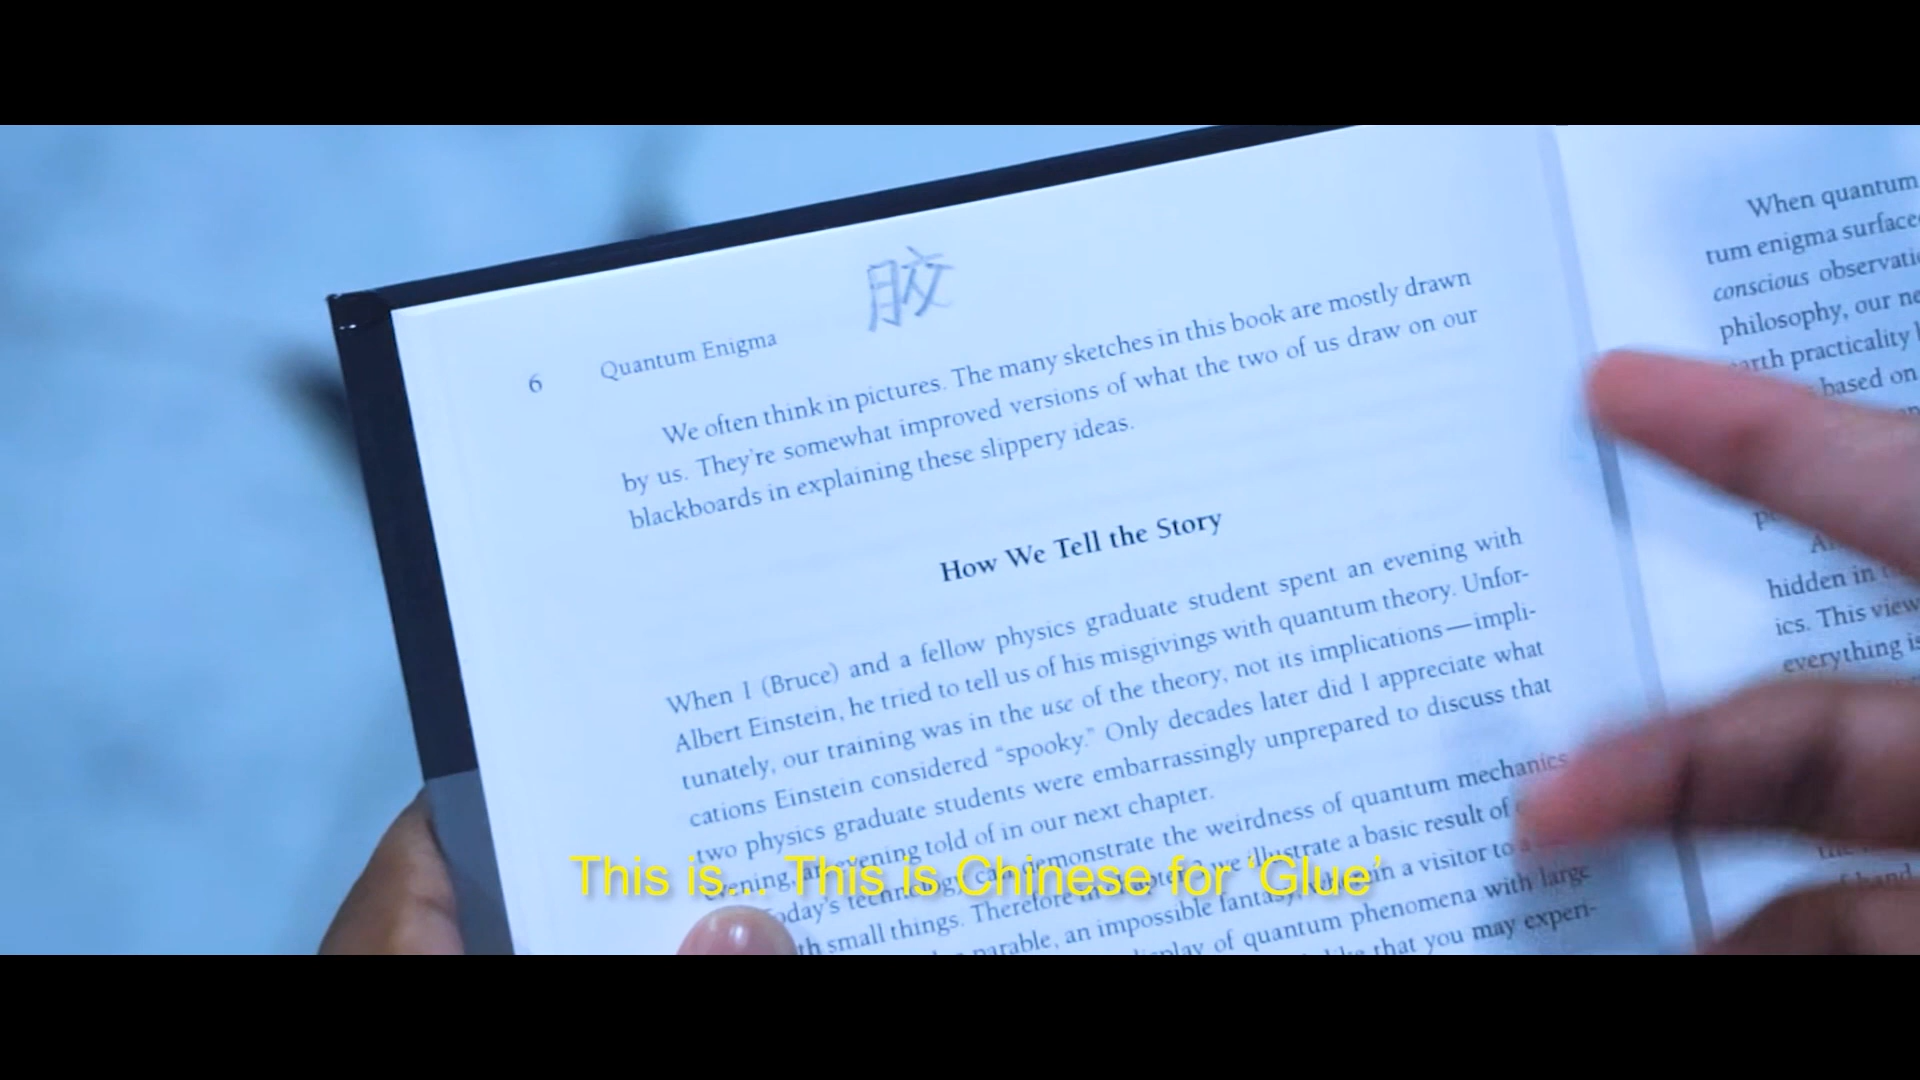 胶
6 Quantum Enigma
We often think in pictures. The many sketches in this book are mostly drawn
by us. They're somewhat improved versions of what the two of us draw on our
blackboards in explaining these slippery ideas.
How We Tell the Story
When I (Bruce) and a fellow physics graduate student spent an evening with
Albert Einstein, he tried to tell us of his misgivings with quantum theory. Unfor-
tunately, our training was in the use of the theory, not its implications—impli-
cations Einstein considered “spooky.” Only decades later did I appreciate what
two physics graduate students were embarrassingly unprepared to discuss that
evening, an evening told of in our next chapter.
demonstrate the weirdness of quantum mechanics
small things. Therefore we illustrate a basic result of
parable, an impossible fantasy, in a visitor to
of quantum phenomena with large
that you may experi-
When quantum
tum enigma
conscious
philosophy, our
practicality
based on
hidden in
ics. This view
everything is
This is... This is Chinese for ‘Glue’